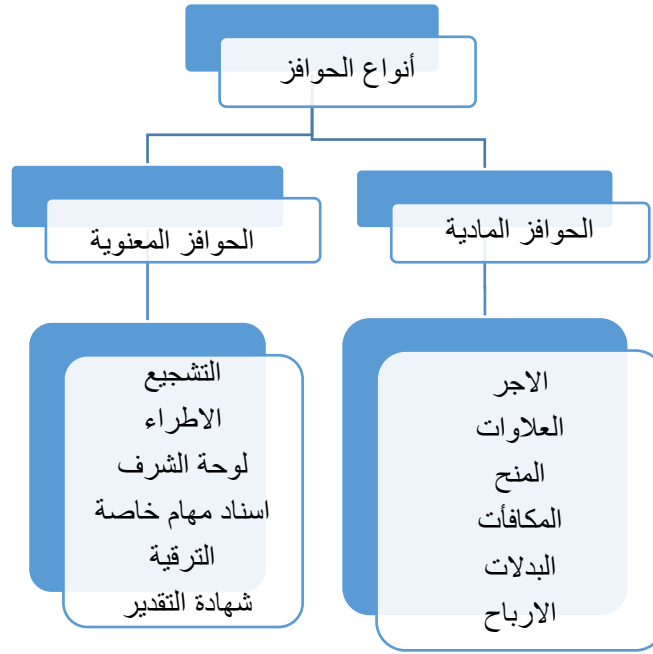 أنواع الحوافز
الحوافز المادية
الحوافز المعنوية
الاجر
العلاوات
المنح
المكافأت
البدلات
الارباح
التشجيع
الاطراء
لوحة الشرف
اسناد مهام خاصة
الترقية
شهادة التقدير